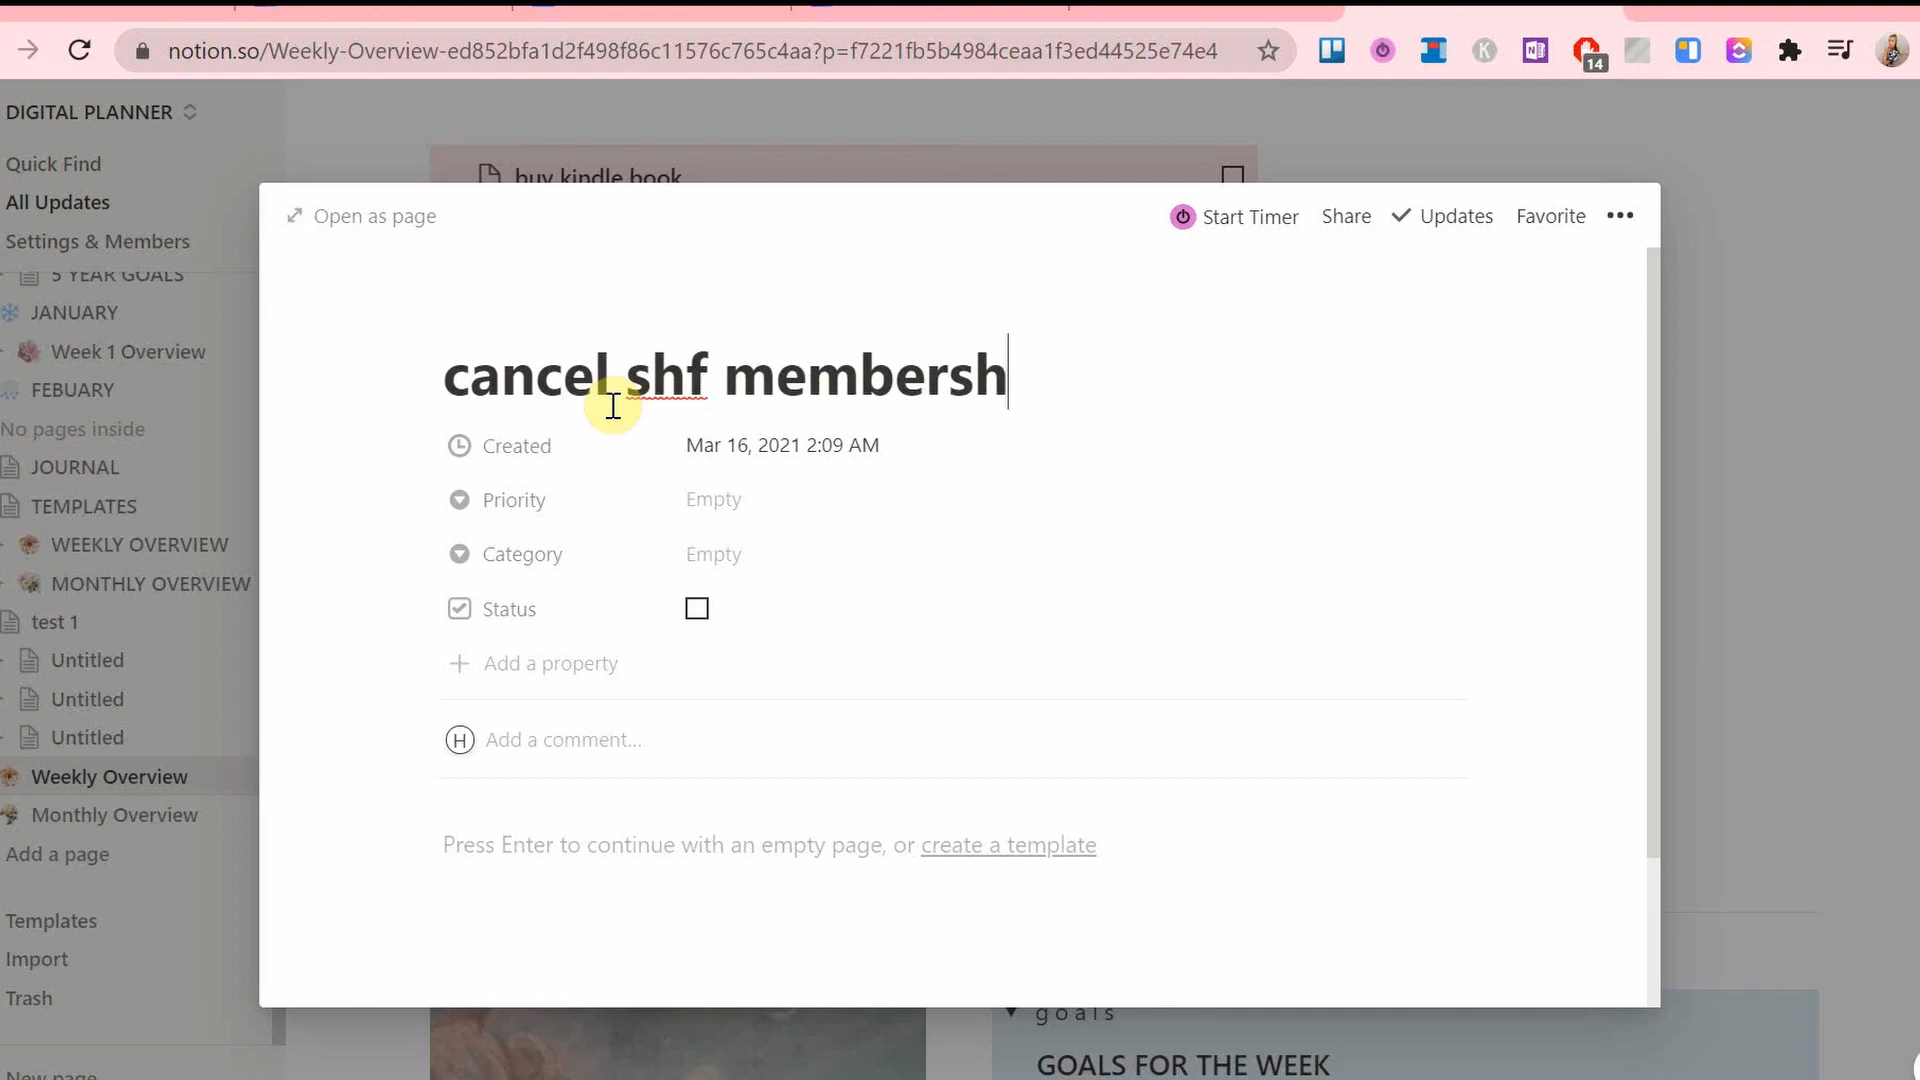 notion.so/Weekly-Overview-ed852bfa1d2f498f86c11576c765c4aa?p=f7221fb5b4984ceaa1f3ed44525e74e4
14
DIGITAL PLANNER
Quick Find
All Updates
Settings & Members
5 YEAR GOALS
JANUARY
Week 1 Overview
FEBUARY
No pages inside
JOURNAL
TEMPLATES
WEEKLY OVERVIEW
MONTHLY OVERVIEW
test 1
Untitled
Untitled
Untitled
Weekly Overview
Monthly Overview
Add a page
Templates
Import
Trash
New page
buy kindle book
Open as page
Start Timer Share Updates Favorite
cancel shf membersh
Created Mar 16, 2021 2:09 AM
Priority Empty
Category Empty
Status
Add a property
H Add a comment...
Press Enter to continue with an empty page, or create a template
goals
GOALS FOR THE WEEK